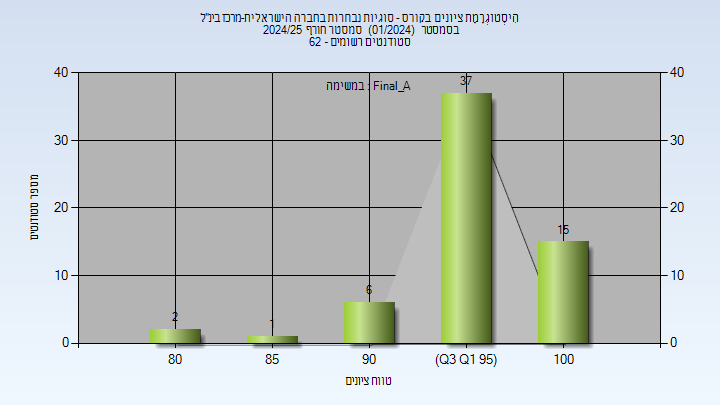 היסטוגרמת ציונים בקורס - סוגיות נבחרות בחברה הישראלית-מרכז בינ"ל
בסמסטר (01/2024) סמסטר חורף 2024/25
סטודנטים רשומים - 62
במשימה : Final_A
40
30
20
10
0
40
30
20
10
0
מספר סטודנטים
2
1
6
37
15
80
85
90
(Q3 Q1 95)
100
טווח ציונים